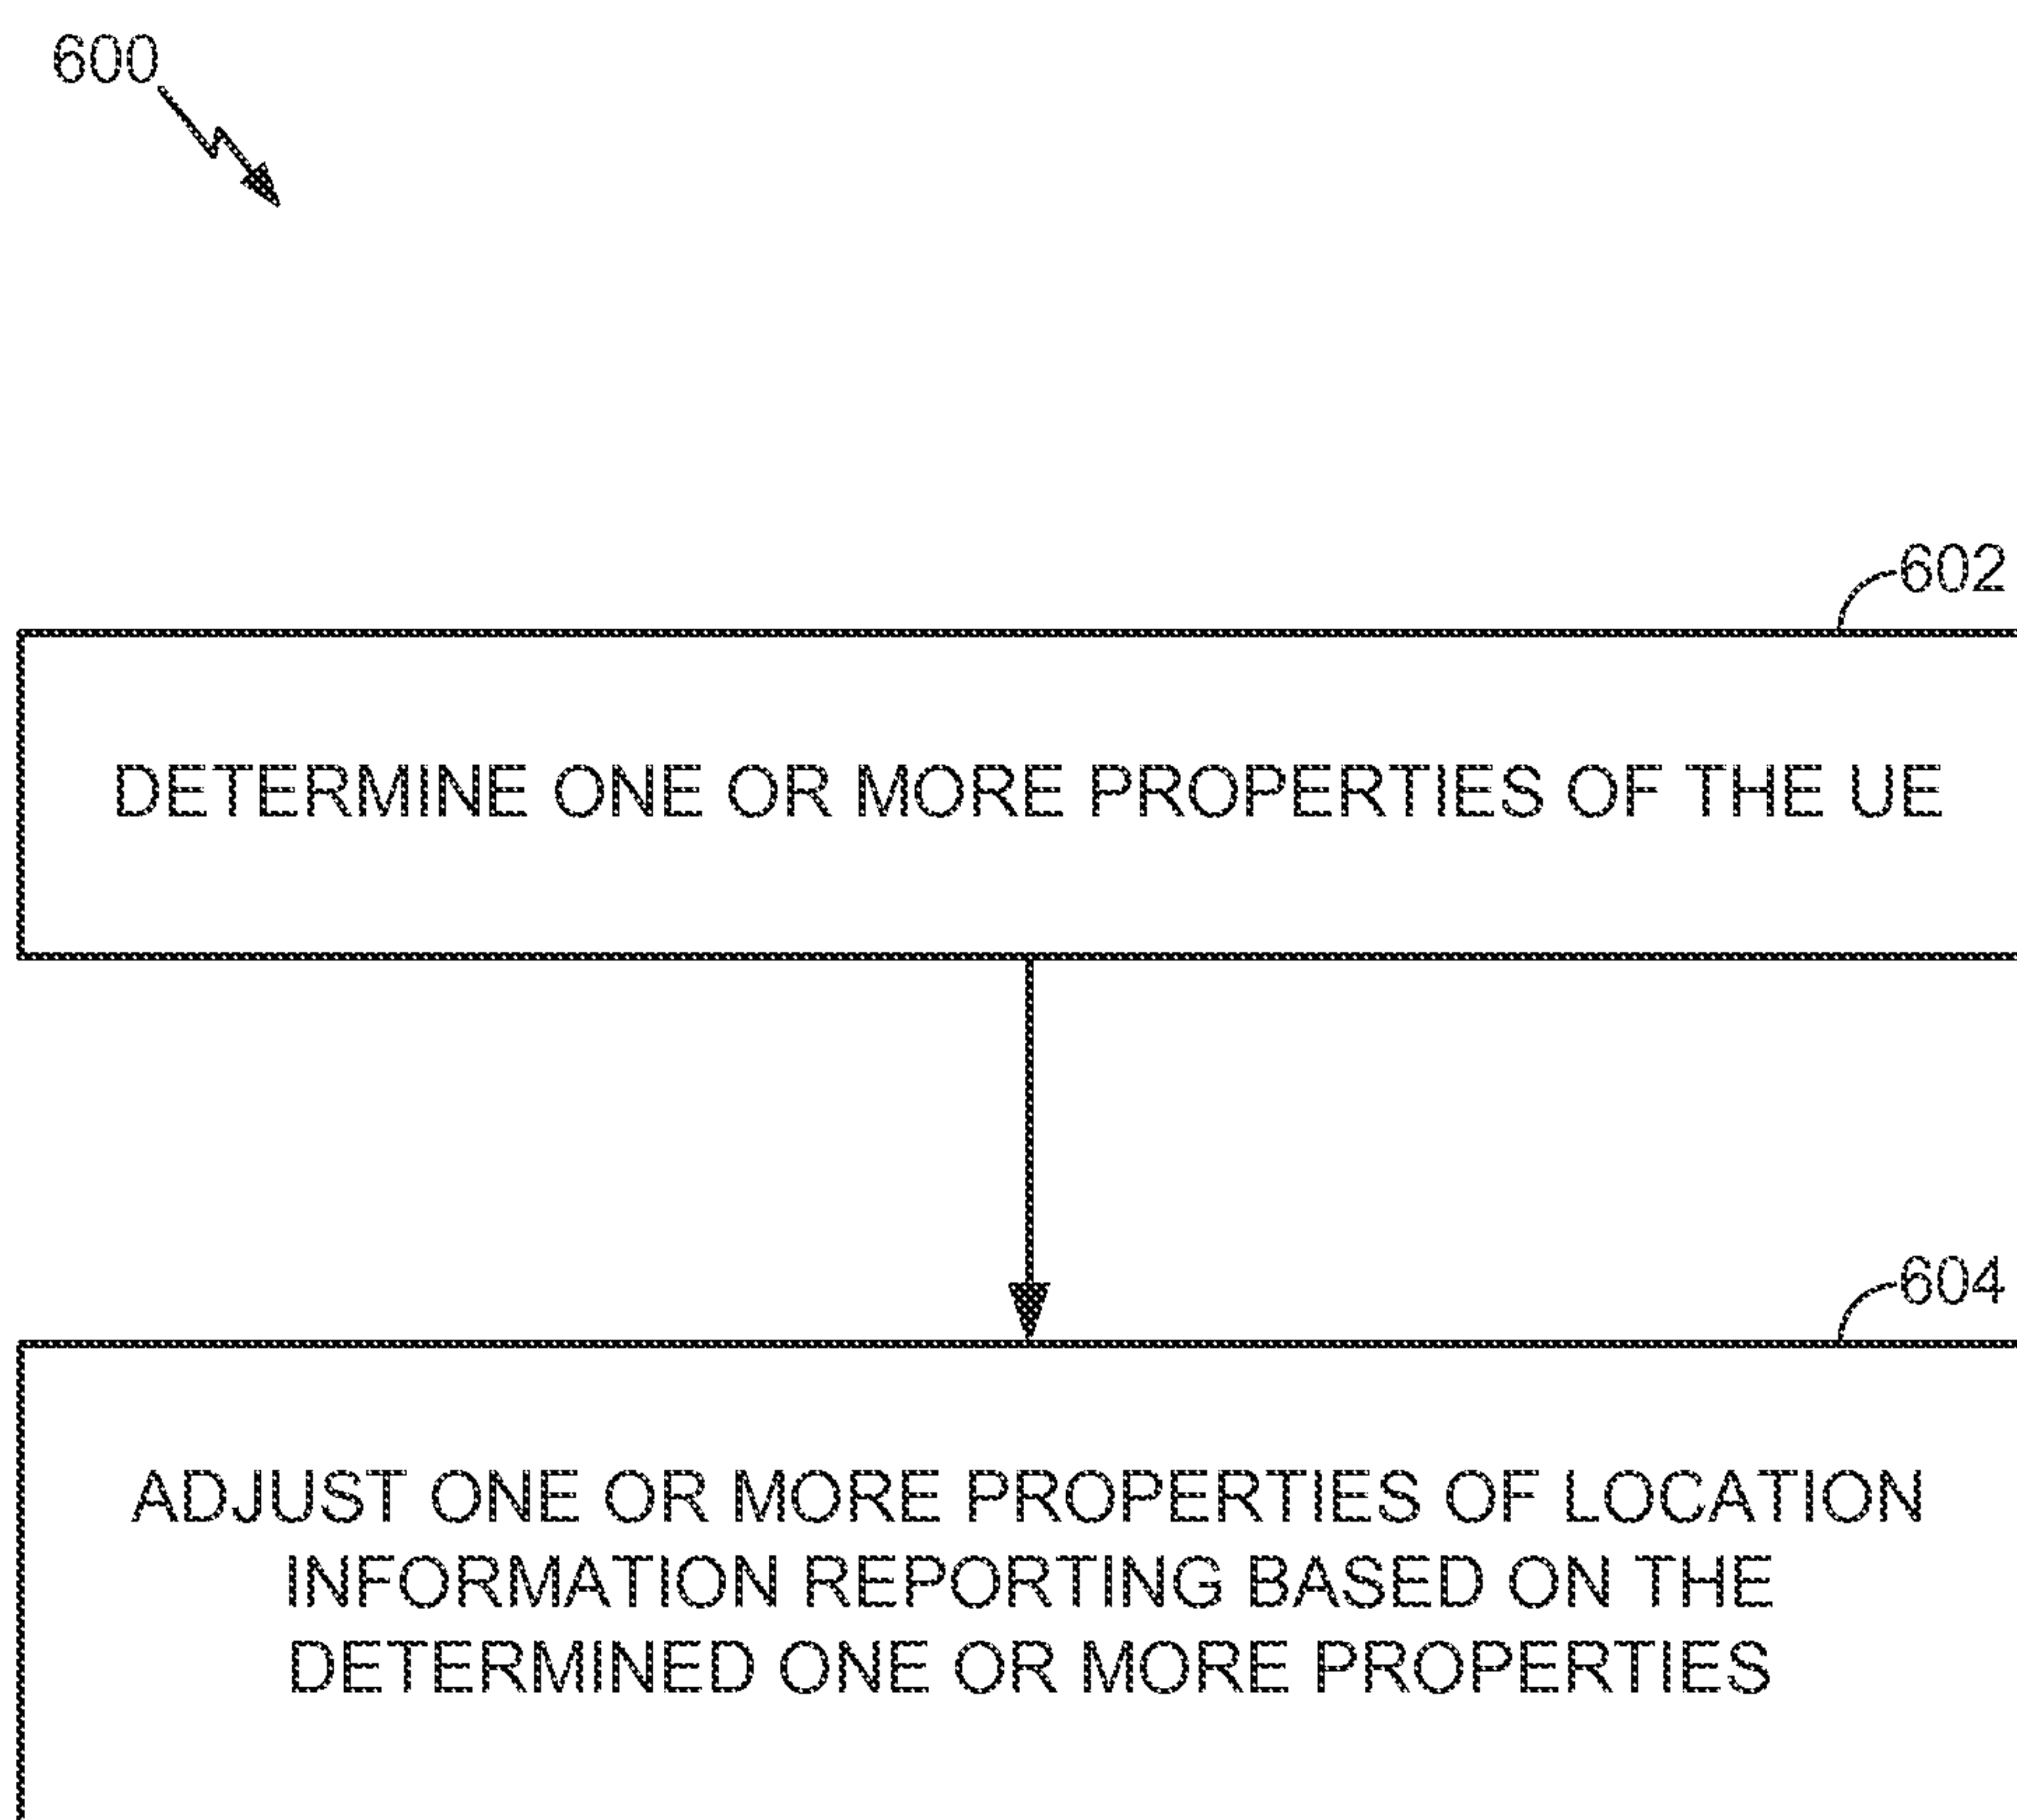 600
602
DETERMINE ONE OR MORE PROPERTIES OF THE UE
604
ADJUST ONE OR MORE PROPERTIES OF LOCATION
INFORMATION REPORTING BASED ON THE
DETERMINED ONE OR MORE PROPERTIES